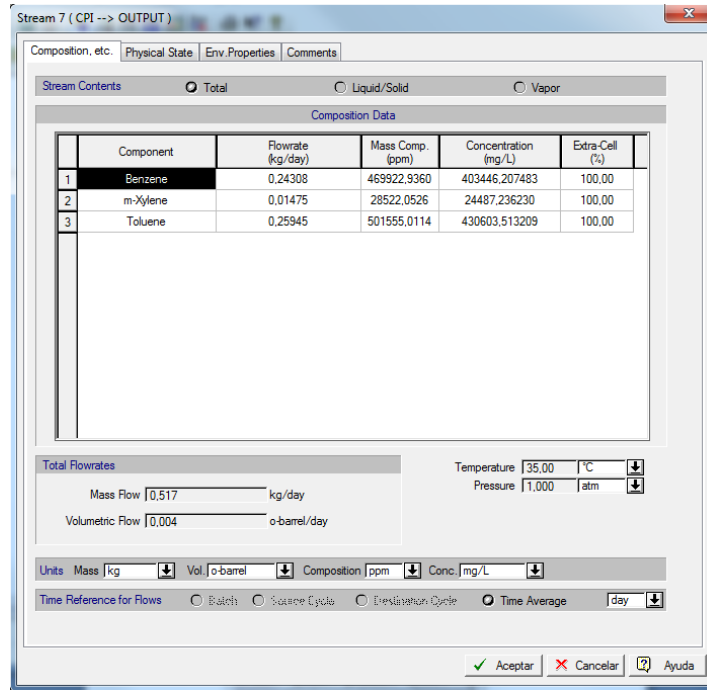 Stream 7 ( CPI --> OUTPUT )
Composition, etc. Physical State Env.Properties Comments
Stream Contents Total Liquid/Solid Vapor
Composition Data
Component Flowrate (kg/day) Mass Comp. (ppm) Concentration (mg/L) Extra-Cell (%)
1 Benzene 0,24308 469922,9360 403446,207483 100,00
2 m-Xylene 0,01475 28522,0526 24487,236230 100,00
3 Toluene 0,25945 501555,0114 430603,513209 100,00
Total Flowrates
Temperature 35,00 °C
Pressure 1,000 atm
Mass Flow 0,517 kg/day
Volumetric Flow 0,004 o-barrel/day
Units Mass kg Vol. o-barrel Composition ppm Conc. mg/L
Time Reference for Flows Batch Source Cycle Destination Cycle Time Average day
Aceptar Cancelar Ayuda